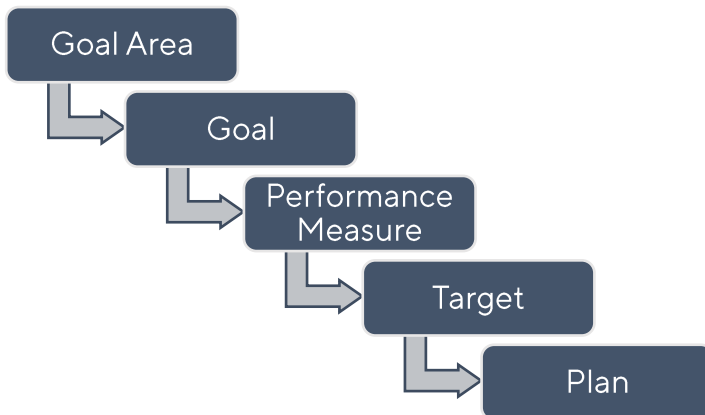 Goal Area
Goal
Performance
Measure
Target
Plan